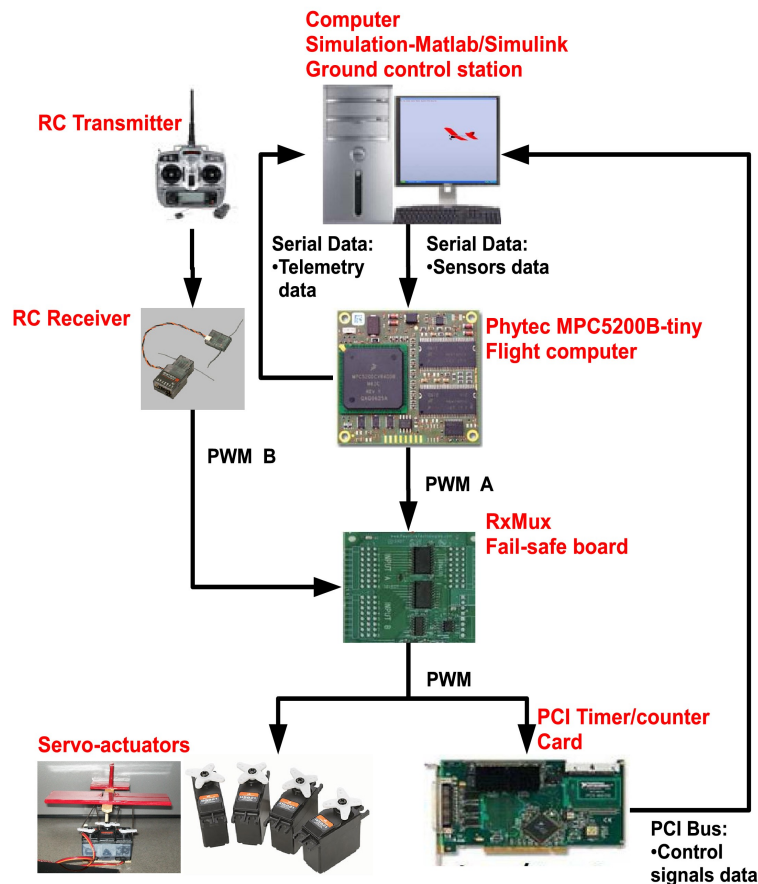 Computer
Simulation-Matlab/Simulink
Ground control station
RC Transmitter
Serial Data:
•Telemetry
data
Serial Data:
•Sensors data
RC Receiver
Phytec MPC5200B-tiny
Flight computer
PWM B
PWM A
RxMux
Fail-safe board
INPUT A
INPUT B
PWM
Servo-actuators
PCI Timer/counter
Card
PCI Bus:
•Control
signals data